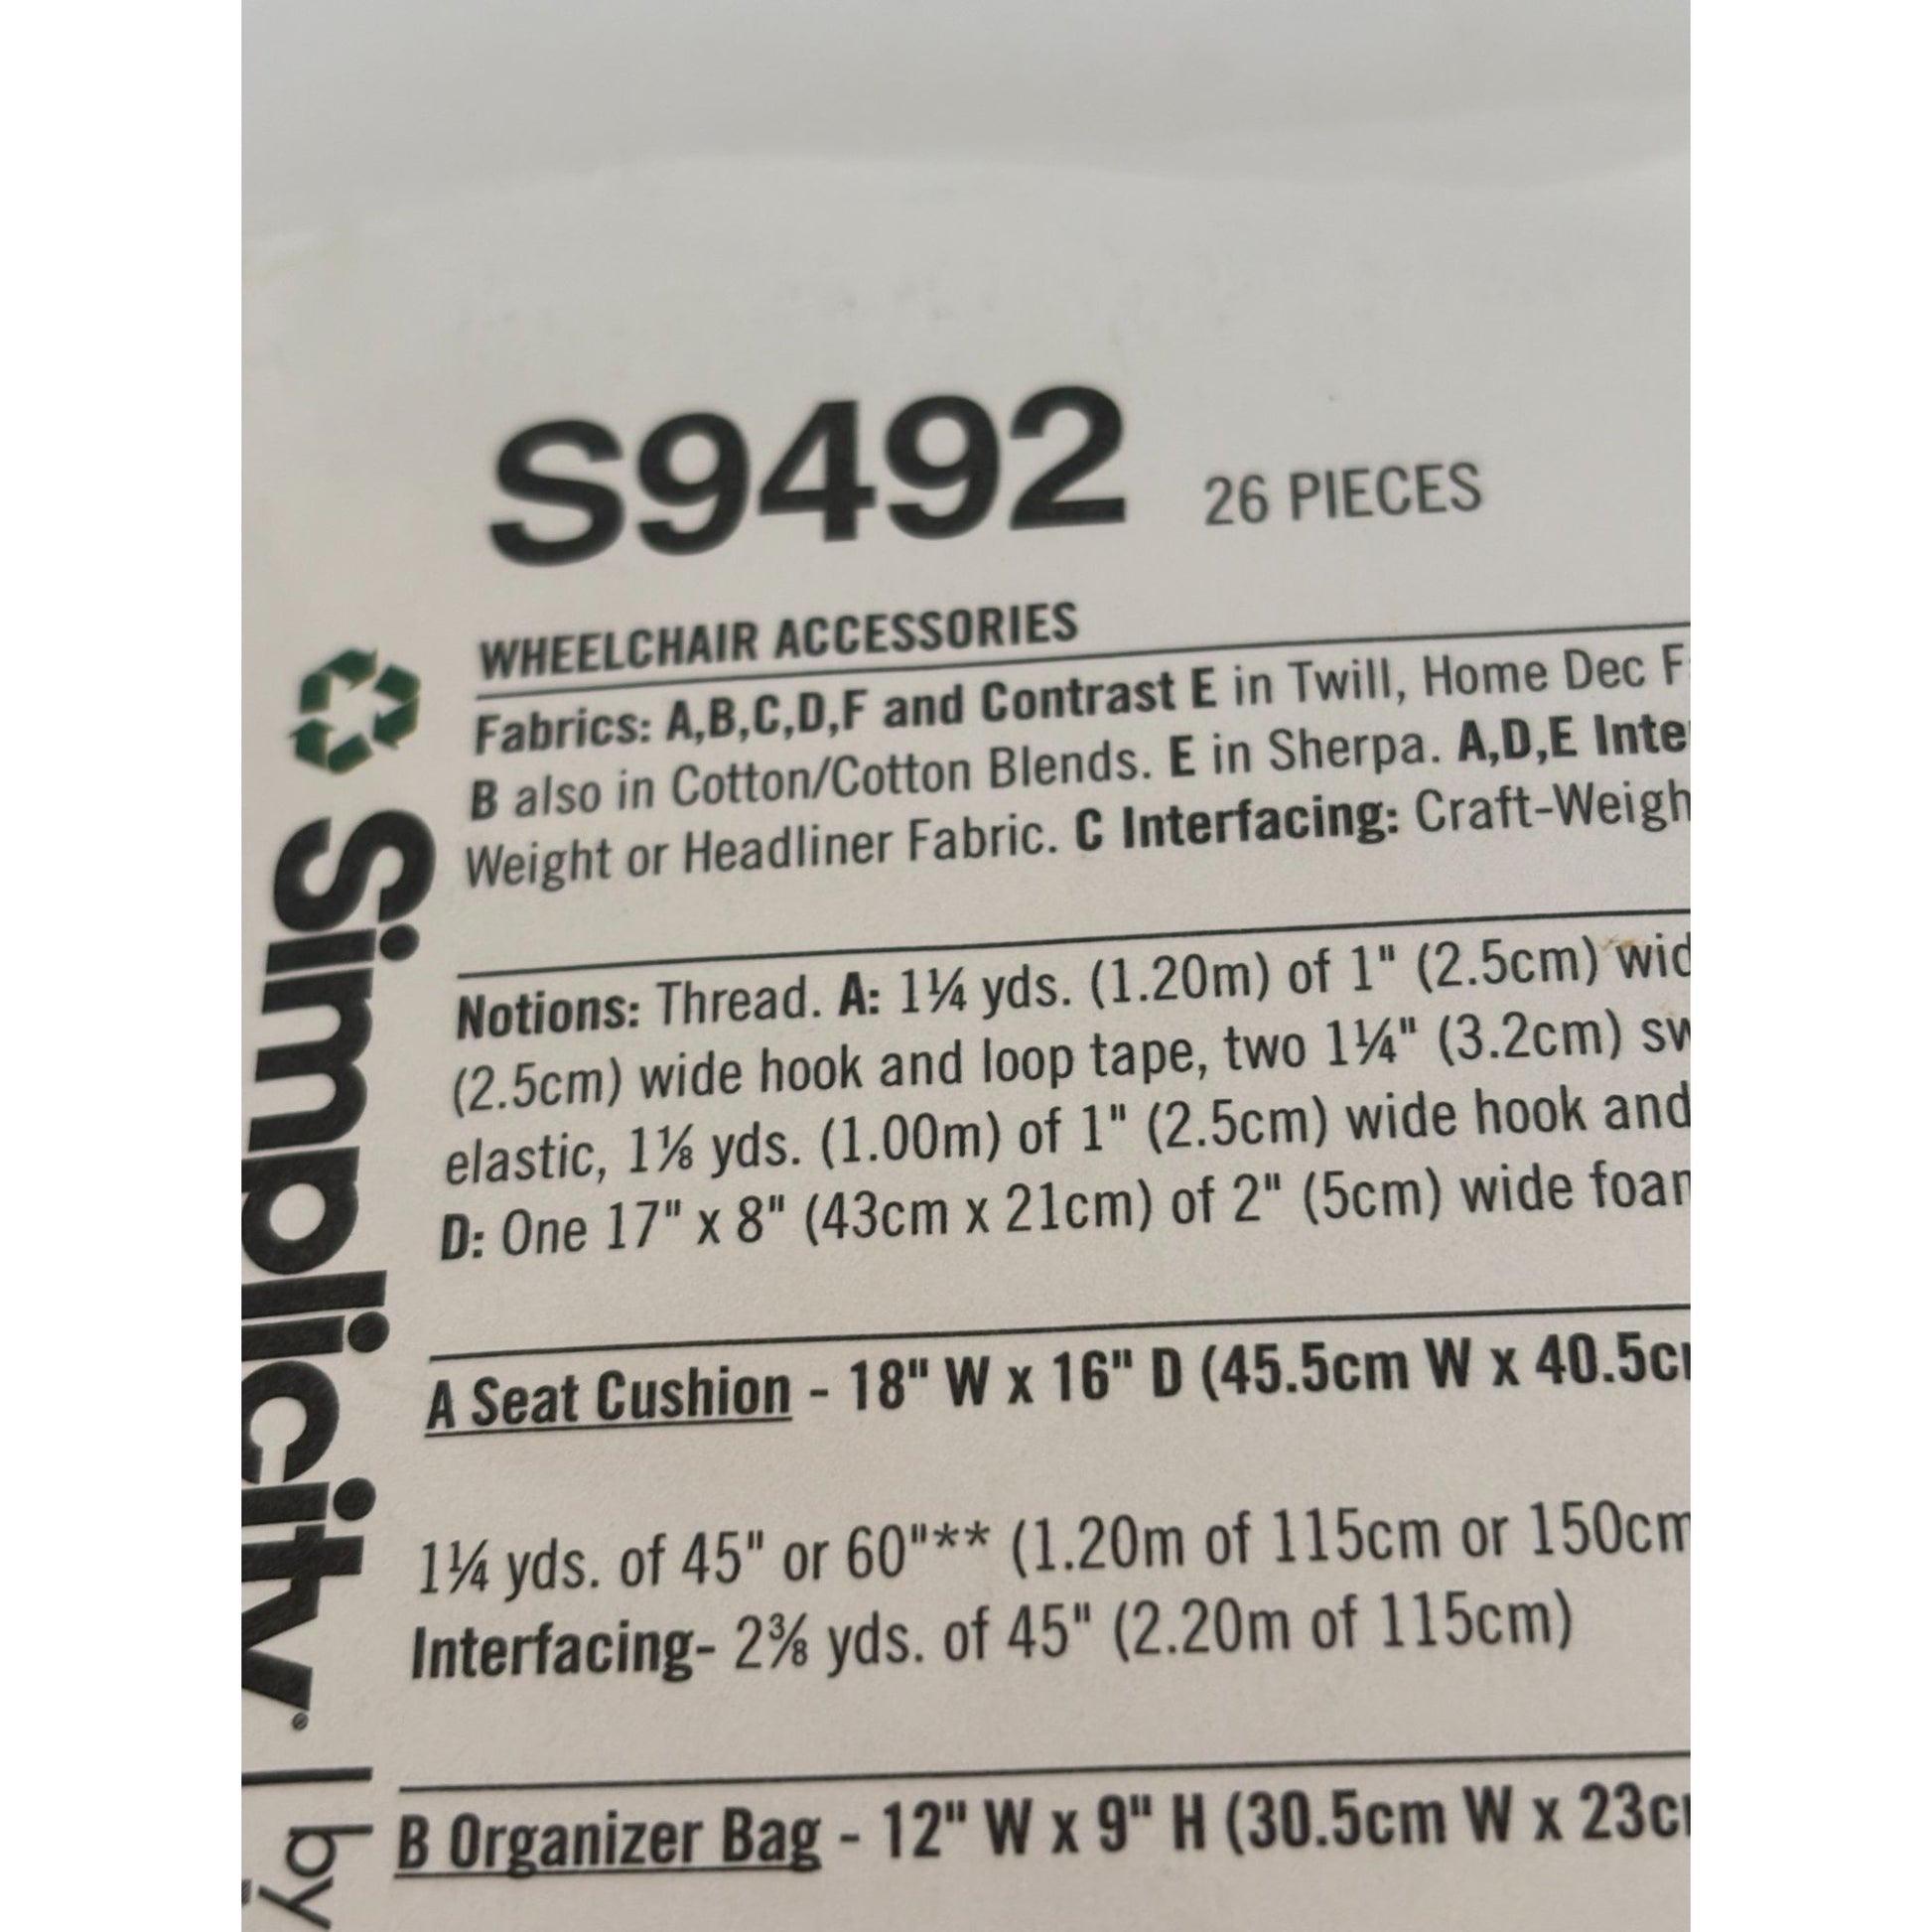 S9492 26 PIECES
WHEELCHAIR ACCESSORIES
Fabrics: A,B,C,D,F and Contrast E in Twill, Home Dec
B also in Cotton/Cotton Blends. E in Sherpa. A,D,E
Weight or Headliner Fabric. C Interfacing:
Notions: Thread. A: 1¼ yds. (1.20m) of 1" (2.5cm)
(2.5cm) wide hook and loop tape, two 1¼" (3.2cm)
elastic, 1⅛ yds. (1.00m) of 1" (2.5cm) wide hook and
D: One 17" x 8" (43cm x 21cm) of 2" (5cm) wide
A Seat Cushion - 18" W x 16" D (45.5cm W x
1¼ yds. of 45" or 60"** (1.20m of 115cm or 150cm
Interfacing- 2⅜ yds. of 45" (2.20m of 115cm)
B Organizer Bag - 12" W x 9" H (30.5cm W x
Simplicity® | by